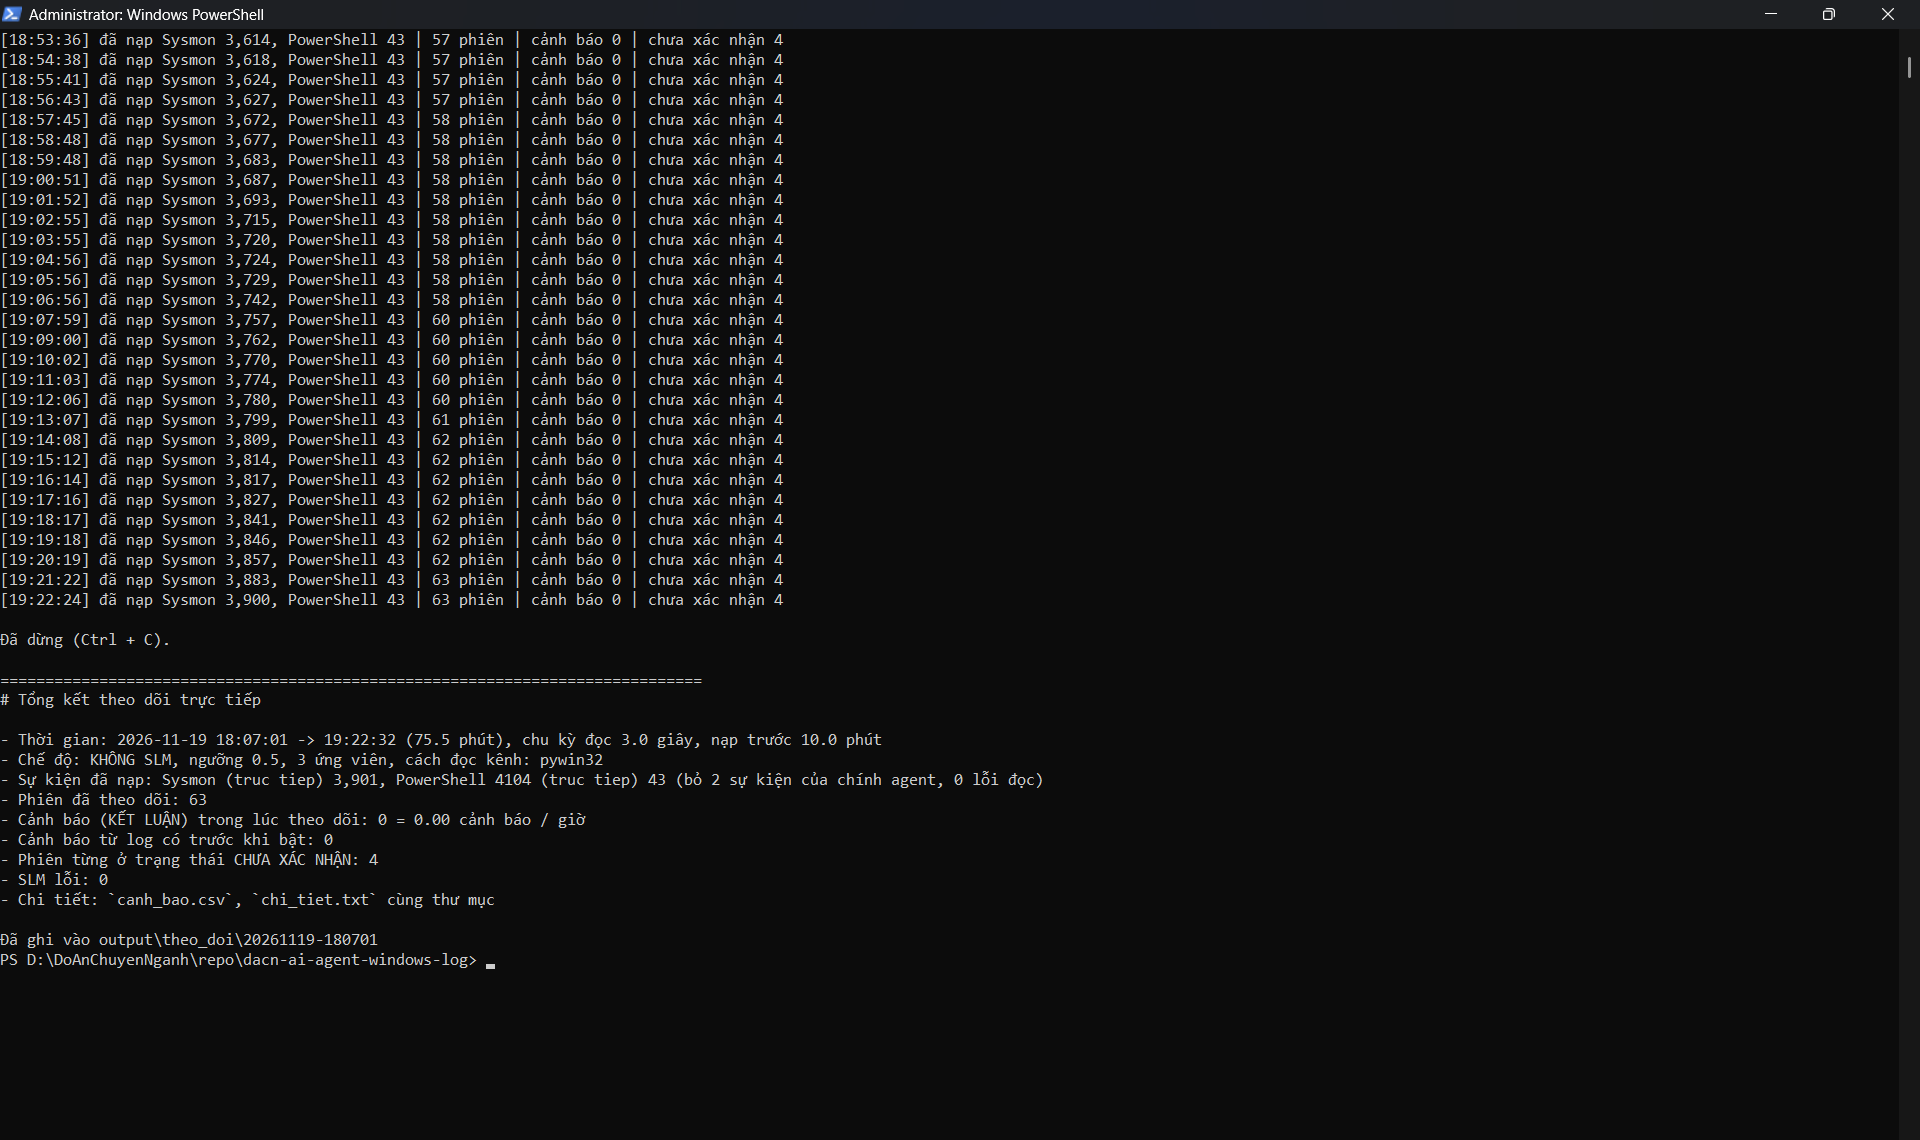 Administrator: Windows PowerShell
[18:53:36] đã nạp Sysmon 3,614, PowerShell 43 | 57 phiên | cảnh báo 0 | chưa xác nhận 4
[18:54:38] đã nạp Sysmon 3,618, PowerShell 43 | 57 phiên | cảnh báo 0 | chưa xác nhận 4
[18:55:41] đã nạp Sysmon 3,624, PowerShell 43 | 57 phiên | cảnh báo 0 | chưa xác nhận 4
[18:56:43] đã nạp Sysmon 3,627, PowerShell 43 | 57 phiên | cảnh báo 0 | chưa xác nhận 4
[18:57:45] đã nạp Sysmon 3,672, PowerShell 43 | 58 phiên | cảnh báo 0 | chưa xác nhận 4
[18:58:48] đã nạp Sysmon 3,677, PowerShell 43 | 58 phiên | cảnh báo 0 | chưa xác nhận 4
[18:59:48] đã nạp Sysmon 3,683, PowerShell 43 | 58 phiên | cảnh báo 0 | chưa xác nhận 4
[19:00:51] đã nạp Sysmon 3,687, PowerShell 43 | 58 phiên | cảnh báo 0 | chưa xác nhận 4
[19:01:52] đã nạp Sysmon 3,693, PowerShell 43 | 58 phiên | cảnh báo 0 | chưa xác nhận 4
[19:02:55] đã nạp Sysmon 3,715, PowerShell 43 | 58 phiên | cảnh báo 0 | chưa xác nhận 4
[19:03:55] đã nạp Sysmon 3,720, PowerShell 43 | 58 phiên | cảnh báo 0 | chưa xác nhận 4
[19:04:56] đã nạp Sysmon 3,724, PowerShell 43 | 58 phiên | cảnh báo 0 | chưa xác nhận 4
[19:05:56] đã nạp Sysmon 3,729, PowerShell 43 | 58 phiên | cảnh báo 0 | chưa xác nhận 4
[19:06:56] đã nạp Sysmon 3,742, PowerShell 43 | 58 phiên | cảnh báo 0 | chưa xác nhận 4
[19:07:59] đã nạp Sysmon 3,757, PowerShell 43 | 60 phiên | cảnh báo 0 | chưa xác nhận 4
[19:09:00] đã nạp Sysmon 3,762, PowerShell 43 | 60 phiên | cảnh báo 0 | chưa xác nhận 4
[19:10:02] đã nạp Sysmon 3,770, PowerShell 43 | 60 phiên | cảnh báo 0 | chưa xác nhận 4
[19:11:03] đã nạp Sysmon 3,774, PowerShell 43 | 60 phiên | cảnh báo 0 | chưa xác nhận 4
[19:12:06] đã nạp Sysmon 3,780, PowerShell 43 | 60 phiên | cảnh báo 0 | chưa xác nhận 4
[19:13:07] đã nạp Sysmon 3,799, PowerShell 43 | 61 phiên | cảnh báo 0 | chưa xác nhận 4
[19:14:08] đã nạp Sysmon 3,809, PowerShell 43 | 62 phiên | cảnh báo 0 | chưa xác nhận 4
[19:15:12] đã nạp Sysmon 3,814, PowerShell 43 | 62 phiên | cảnh báo 0 | chưa xác nhận 4
[19:16:14] đã nạp Sysmon 3,817, PowerShell 43 | 62 phiên | cảnh báo 0 | chưa xác nhận 4
[19:17:16] đã nạp Sysmon 3,827, PowerShell 43 | 62 phiên | cảnh báo 0 | chưa xác nhận 4
[19:18:17] đã nạp Sysmon 3,841, PowerShell 43 | 62 phiên | cảnh báo 0 | chưa xác nhận 4
[19:19:18] đã nạp Sysmon 3,846, PowerShell 43 | 62 phiên | cảnh báo 0 | chưa xác nhận 4
[19:20:19] đã nạp Sysmon 3,857, PowerShell 43 | 62 phiên | cảnh báo 0 | chưa xác nhận 4
[19:21:22] đã nạp Sysmon 3,883, PowerShell 43 | 63 phiên | cảnh báo 0 | chưa xác nhận 4
[19:22:24] đã nạp Sysmon 3,900, PowerShell 43 | 63 phiên | cảnh báo 0 | chưa xác nhận 4
Đã dừng (Ctrl + C).
==============================================================================
# Tổng kết theo dõi trực tiếp
- Thời gian: 2026-11-19 18:07:01 -> 19:22:32 (75.5 phút), chu kỳ đọc 3.0 giây, nạp trước 10.0 phút
- Chế độ: KHÔNG SLM, ngưỡng 0.5, 3 ứng viên, cách đọc kênh: pywin32
- Sự kiện đã nạp: Sysmon (truc tiep) 3,901, PowerShell 4104 (truc tiep) 43 (bỏ 2 sự kiện của chính agent, 0 lỗi đọc)
- Phiên đã theo dõi: 63
- Cảnh báo (KẾT LUẬN) trong lúc theo dõi: 0 = 0.00 cảnh báo / giờ
- Cảnh báo từ log có trước khi bật: 0
- Phiên từng ở trạng thái CHƯA XÁC NHẬN: 4
- SLM lỗi: 0
- Chi tiết: `canh_bao.csv`, `chi_tiet.txt` cùng thư mục
Đã ghi vào output\theo_doi\20261119-180701
PS D:\DoAnChuyenNganh\repo\dacn-ai-agent-windows-log>